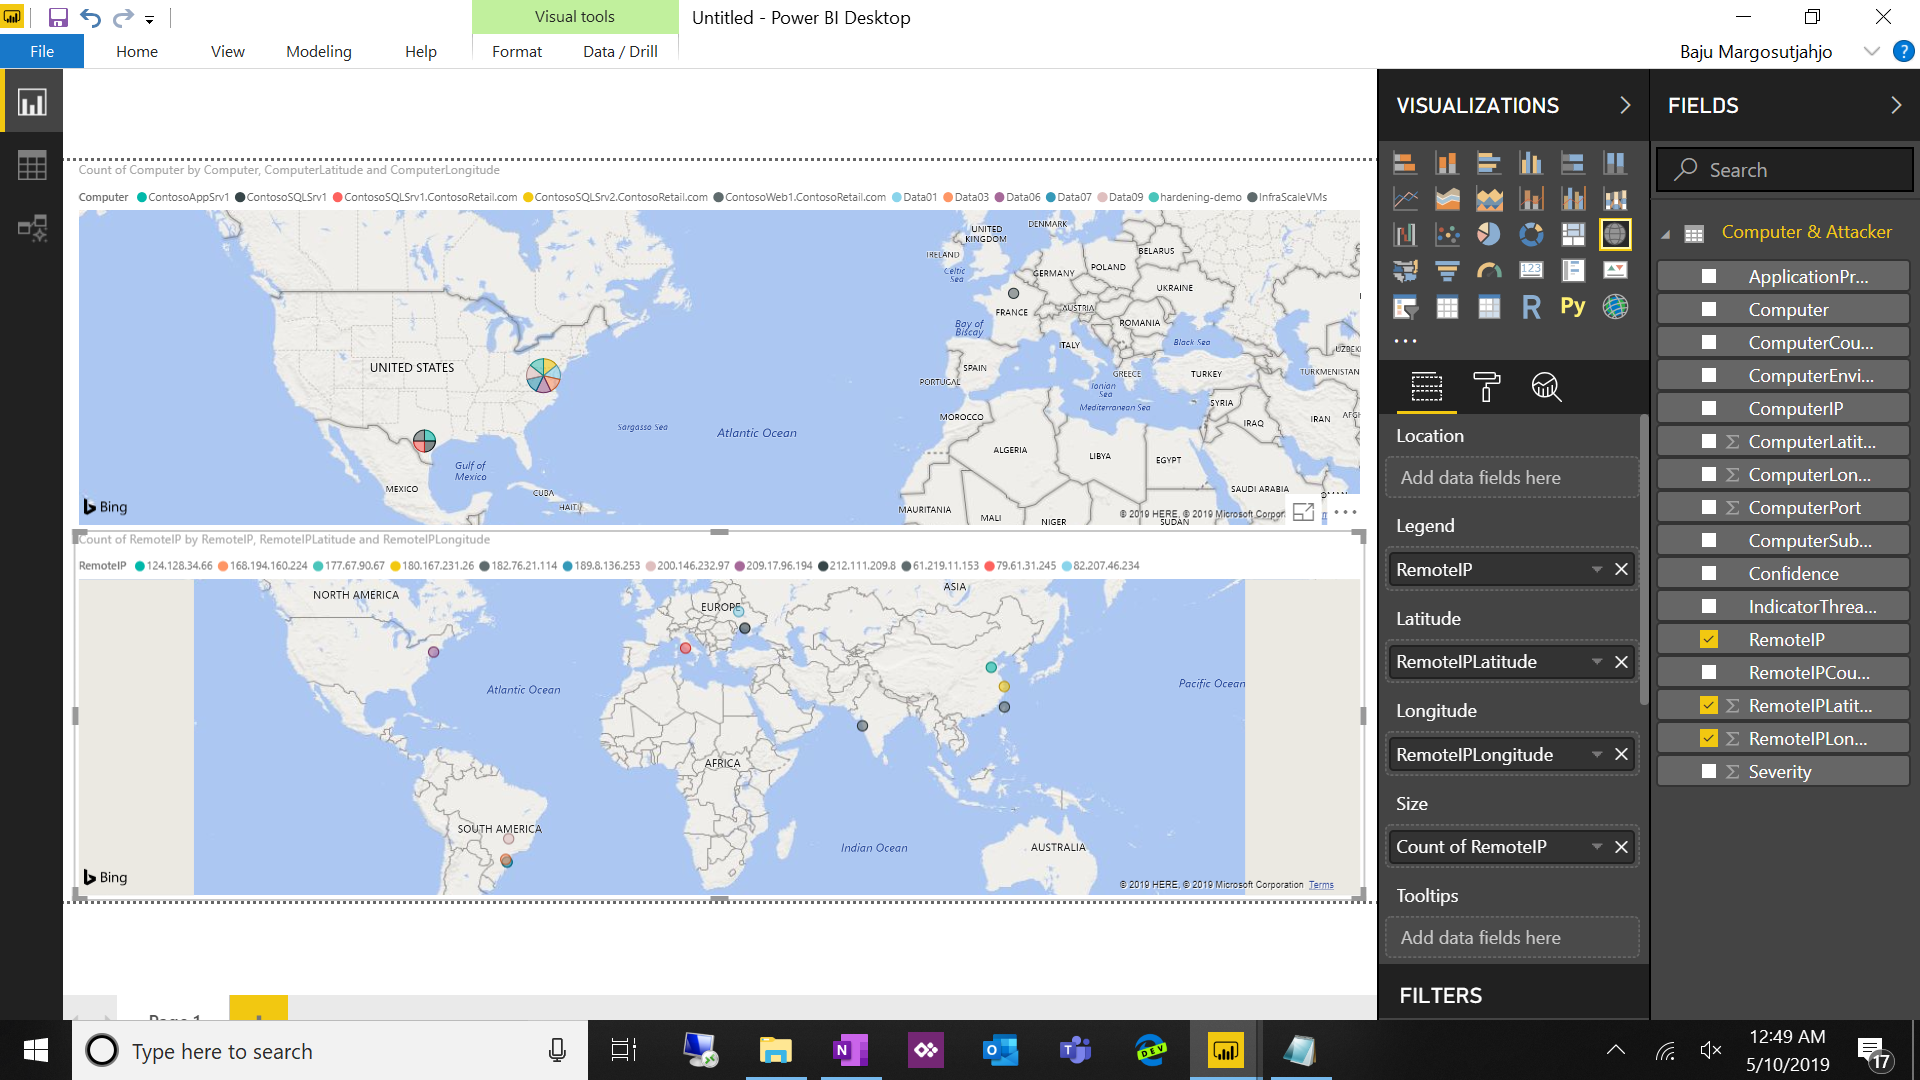 Visual tools
Untitled - Power BI Desktop
File
Home
View
Modeling
Help
Format
Data / Drill
Baju Margosutjahjo
?
Count of Computer by Computer, ComputerLatitude and ComputerLongitude
Computer ContosoAppSrv1 ContosoSQLSrv1 ContosoSQLSrv1.ContosoRetail.com ContosoSQLSrv2.ContosoRetail.com ContosoWeb1.ContosoRetail.com Data01 Data03 Data06 Data07 Data09 hardening-demo InfraScaleVMs
UNITED KINGDOM
DENMARK
IRELAND
Celtic Sea
BELARUS
POLAND
GERMANY
UKRAINE
FRANCE
AUSTRIA
Bay of Biscay
ROMANIA
ITALY
Black Sea
UZBEK
SPAIN
PORTUGAL
GREECE
TURKEY
TURKMENISTAN
Ionian Sea
Mediterranean Sea
SYRIA
MOROCCO
IRAQ
IRAN
AFG
UNITED STATES
Sargasso Sea
Atlantic Ocean
ALGERIA
LIBYA
EGYPT
Gulf of Mexico
MEXICO
CUBA
HAITI
SAUDI ARABIA
MAURITANIA
MALI
NIGER
SUDAN
Bing
© 2019 HERE, © 2019 Microsoft Corpor
Count of RemoteIP by RemoteIP, RemoteIPLatitude and RemoteIPLongitude
RemoteIP 124.128.34.66 168.194.160.224 177.67.90.67 180.167.231.26 182.76.21.114 189.8.136.253 200.146.232.97 209.17.96.194 212.111.209.8 61.219.11.153 79.61.31.245 82.207.46.234
NORTH AMERICA
EUROPE
ASIA
Atlantic Ocean
Pacific Ocean
AFRICA
SOUTH AMERICA
Indian Ocean
AUSTRALIA
Bing
© 2019 HERE, © 2019 Microsoft Corporation Terms
Page 1
+
VISUALIZATIONS
123
R
Py
Location
Add data fields here
Legend
RemoteIP
Latitude
RemoteIPLatitude
Longitude
RemoteIPLongitude
Size
Count of RemoteIP
Tooltips
Add data fields here
FILTERS
FIELDS
Search
Computer & Attacker
ApplicationPr...
Computer
ComputerCou...
ComputerEnvi...
ComputerIP
Σ ComputerLatit...
Σ ComputerLon...
Σ ComputerPort
ComputerSub...
Confidence
IndicatorThrea...
RemoteIP
RemoteIPCou...
Σ RemoteIPLatit...
Σ RemoteIPLon...
Σ Severity
Type here to search
N
O
T
DEV
12:49 AM
5/10/2019
17